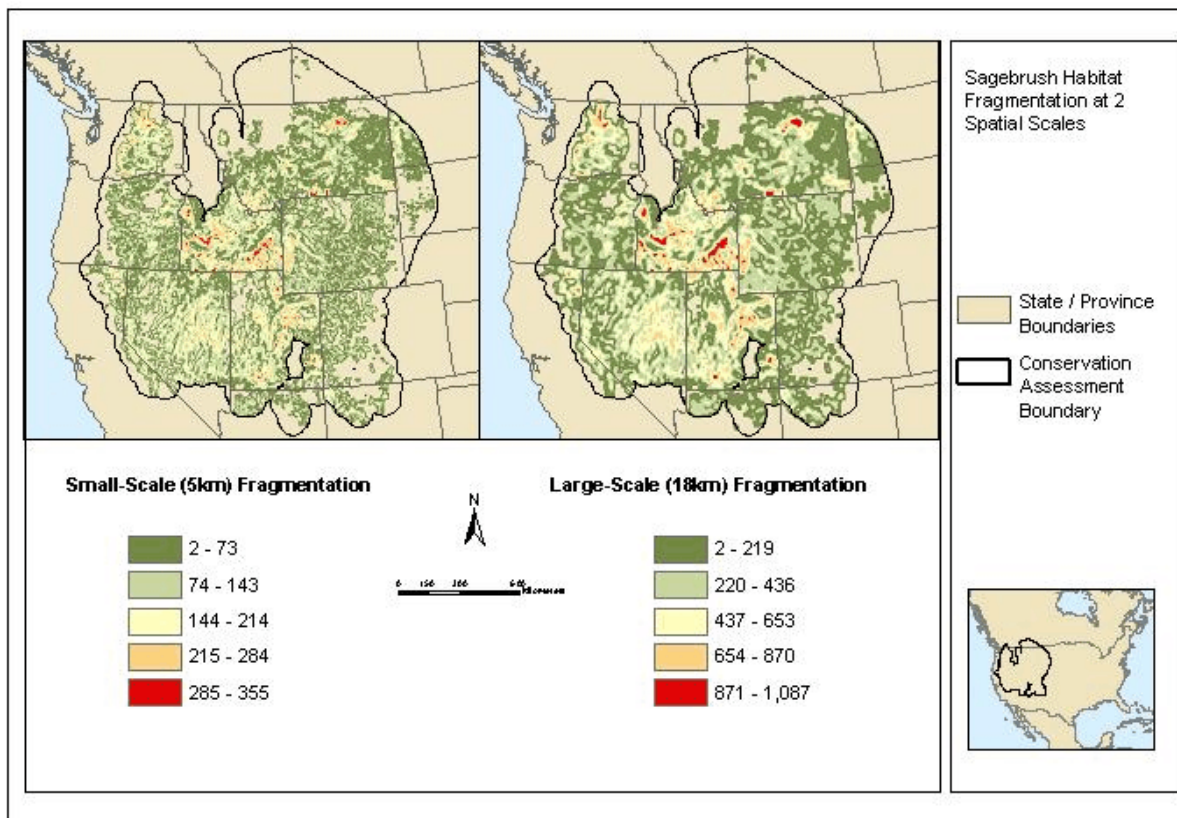 Sagebrush Habitat
Fragmentation at 2
Spatial Scales
State / Province
Boundaries
Conservation
Assessment
Boundary
Small-Scale (5km) Fragmentation
2 - 73
74 - 143
144 - 214
215 - 284
285 - 355
N
0
Large-Scale (18km) Fragmentation
2 - 219
220 - 436
437 - 653
654 - 870
871 - 1,087